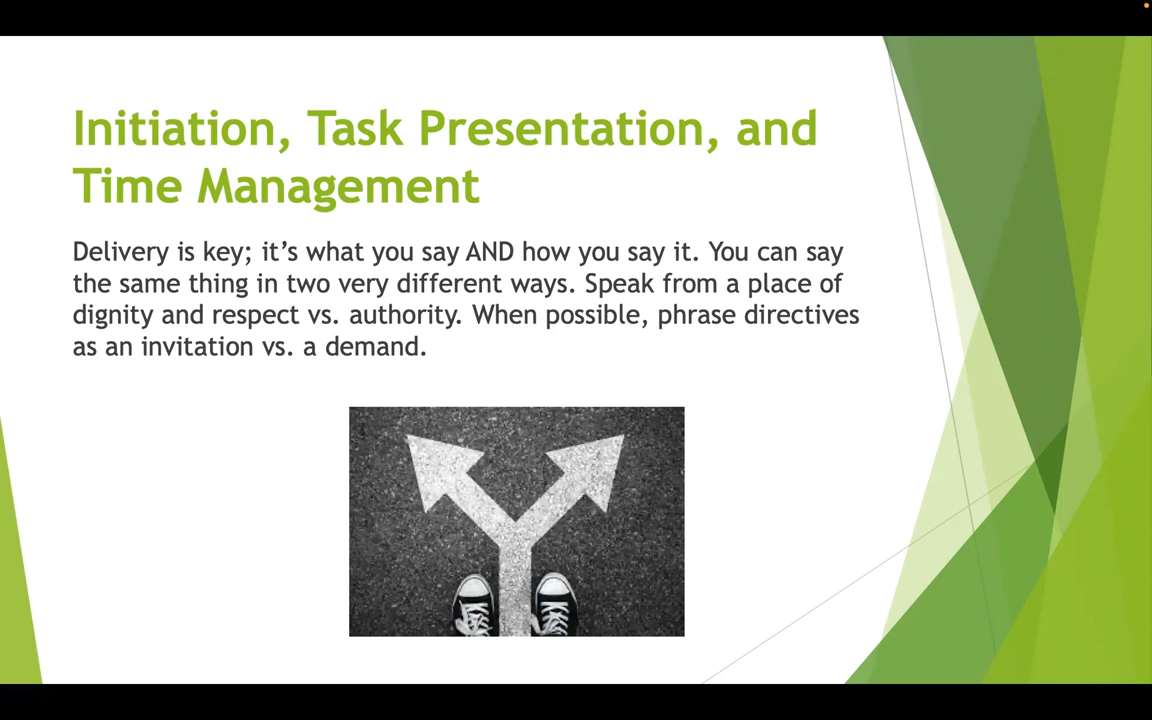 Initiation, Task Presentation, and
Time Management
Delivery is key; it’s what you say AND how you say it. You can say
the same thing in two very different ways. Speak from a place of
dignity and respect vs. authority. When possible, phrase directives
as an invitation vs. a demand.